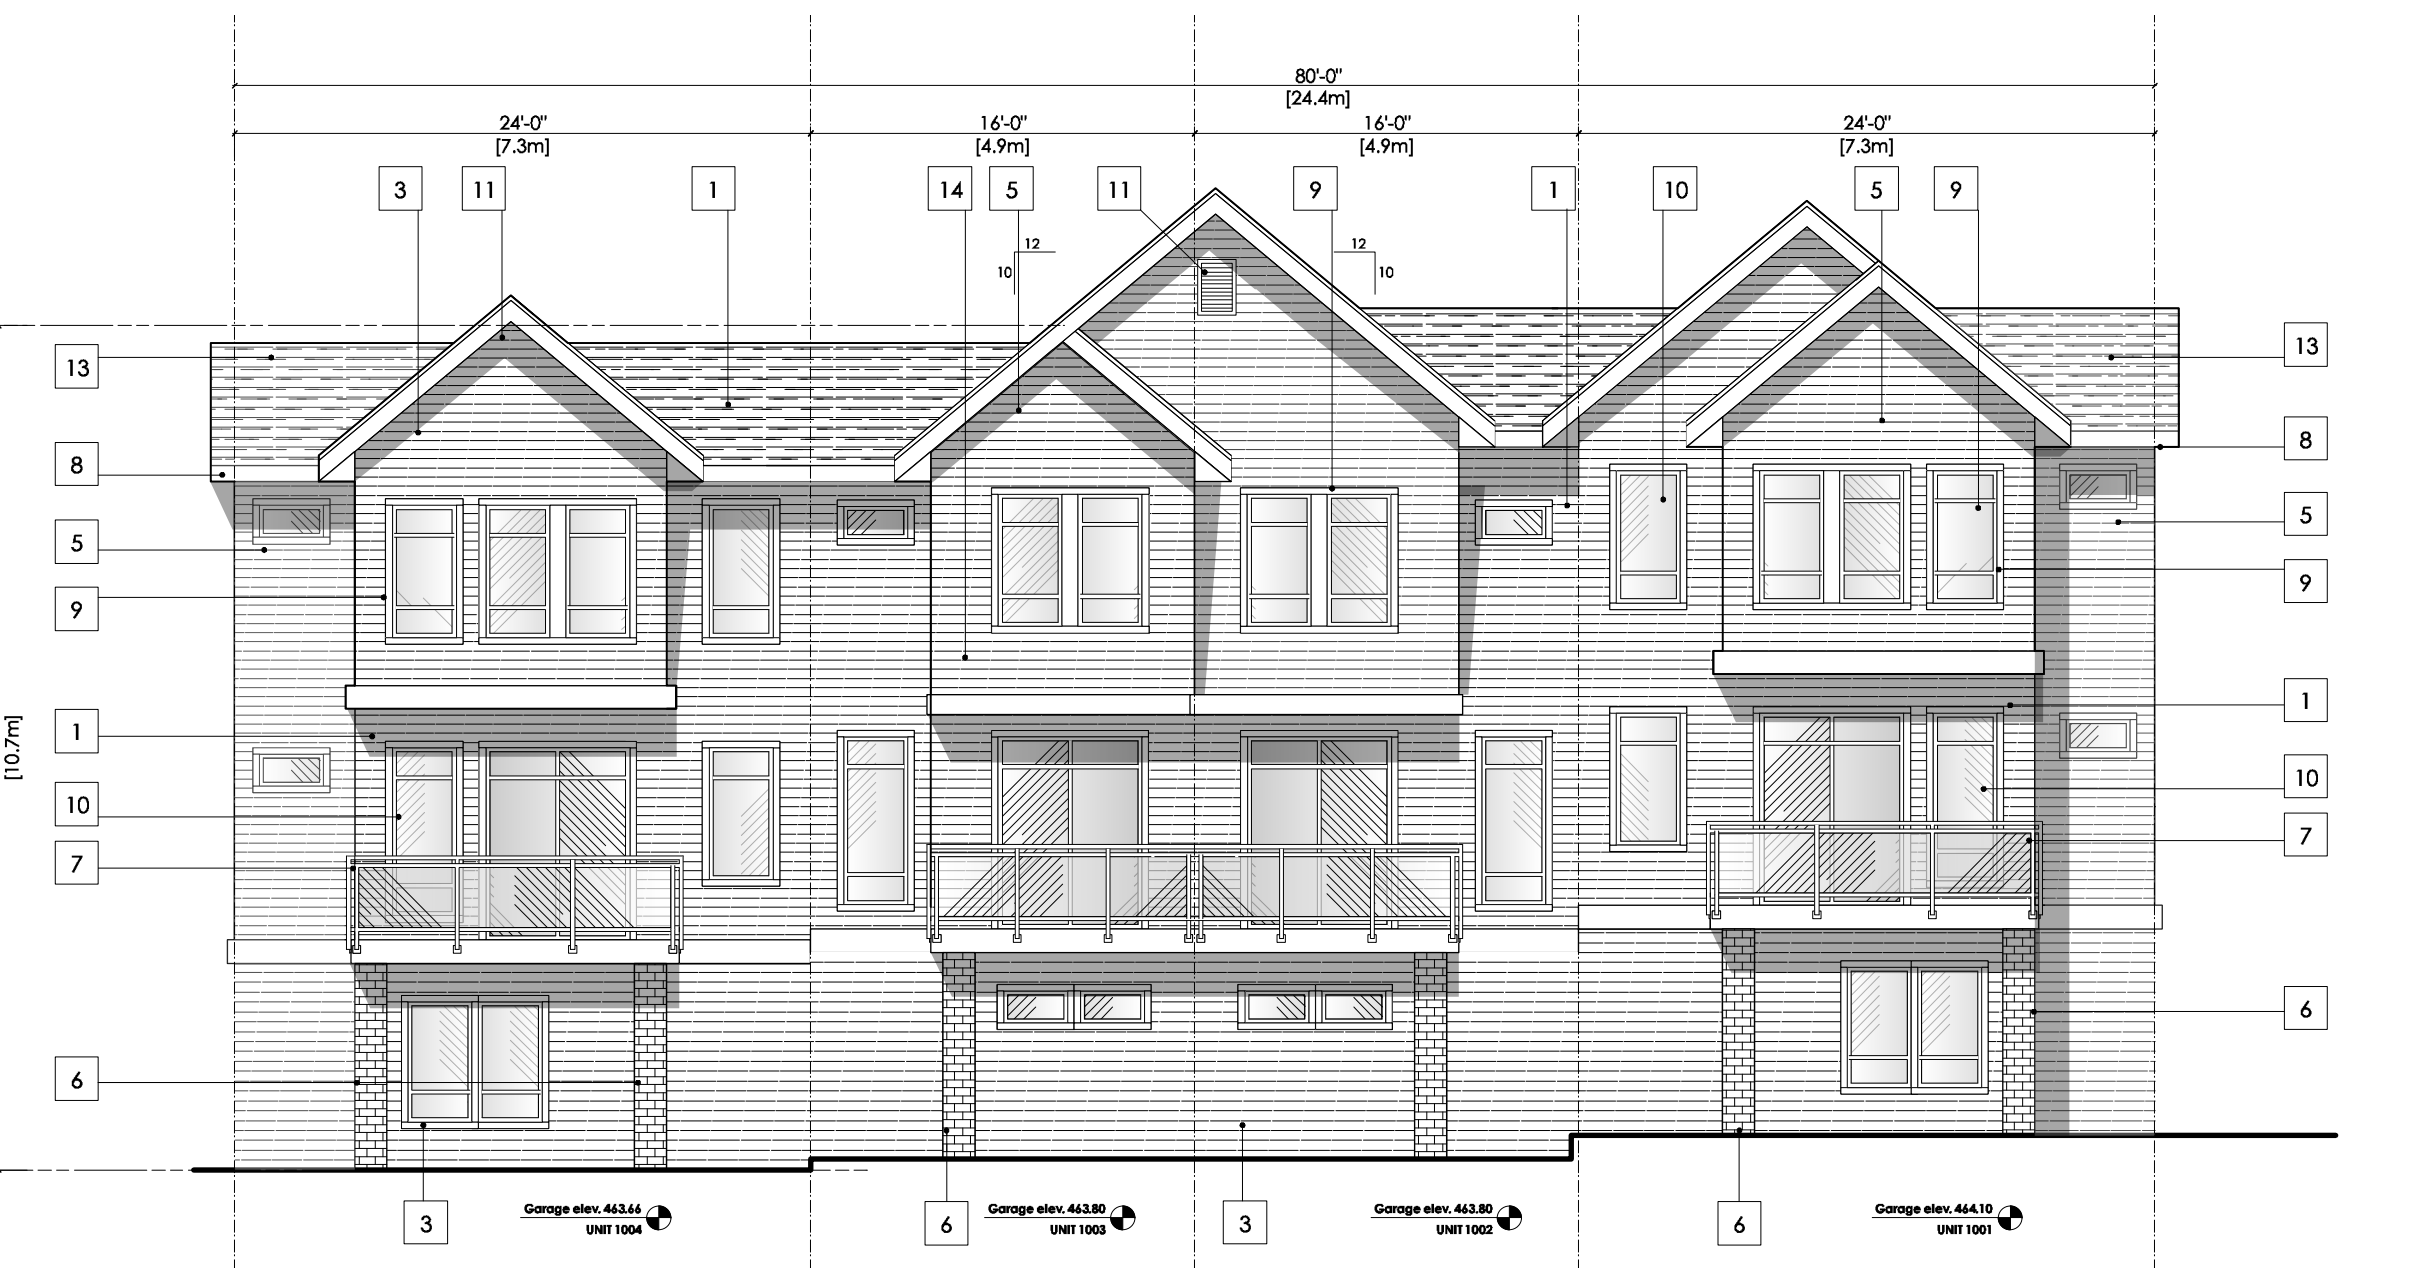 80'-0"
[24.4m]
24'-0"
16'-0"
16'-0"
24'-0"
[7.3m]
[4.9m]
[4.9m]
[7.3m]
3
11
1
14
5
11
9
1
10
5
9
12
10
12
10
13
13
8
8
5
5
9
9
1
1
[10.7m]
10
10
7
7
6
6
3
6
3
6
Garage elev. 463.66
UNIT 1004
Garage elev. 463.80
UNIT 1003
Garage elev. 463.80
UNIT 1002
Garage elev. 464.10
UNIT 1001